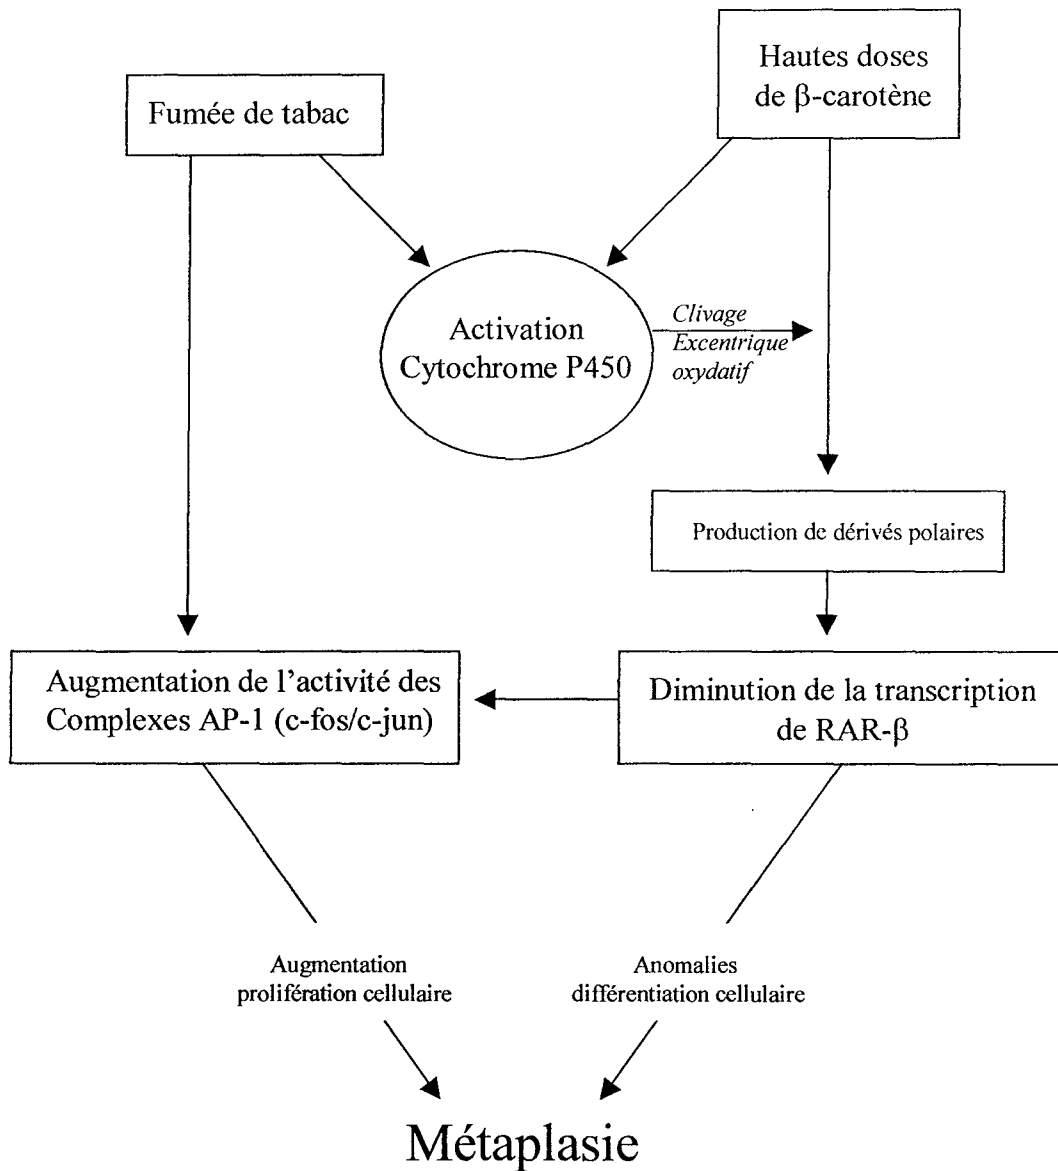 Hautes doses
de β-carotène
Fumée de tabac
Activation
Cytochrome P450
Clivage
Excentrique
oxydatif
Production de dérivés polaires
Augmentation de l'activité des
Complexes AP-1 (c-fos/c-jun)
Diminution de la transcription
de RAR-β
Augmentation
prolifération cellulaire
Anomalies
différentiation cellulaire
Métaplasie